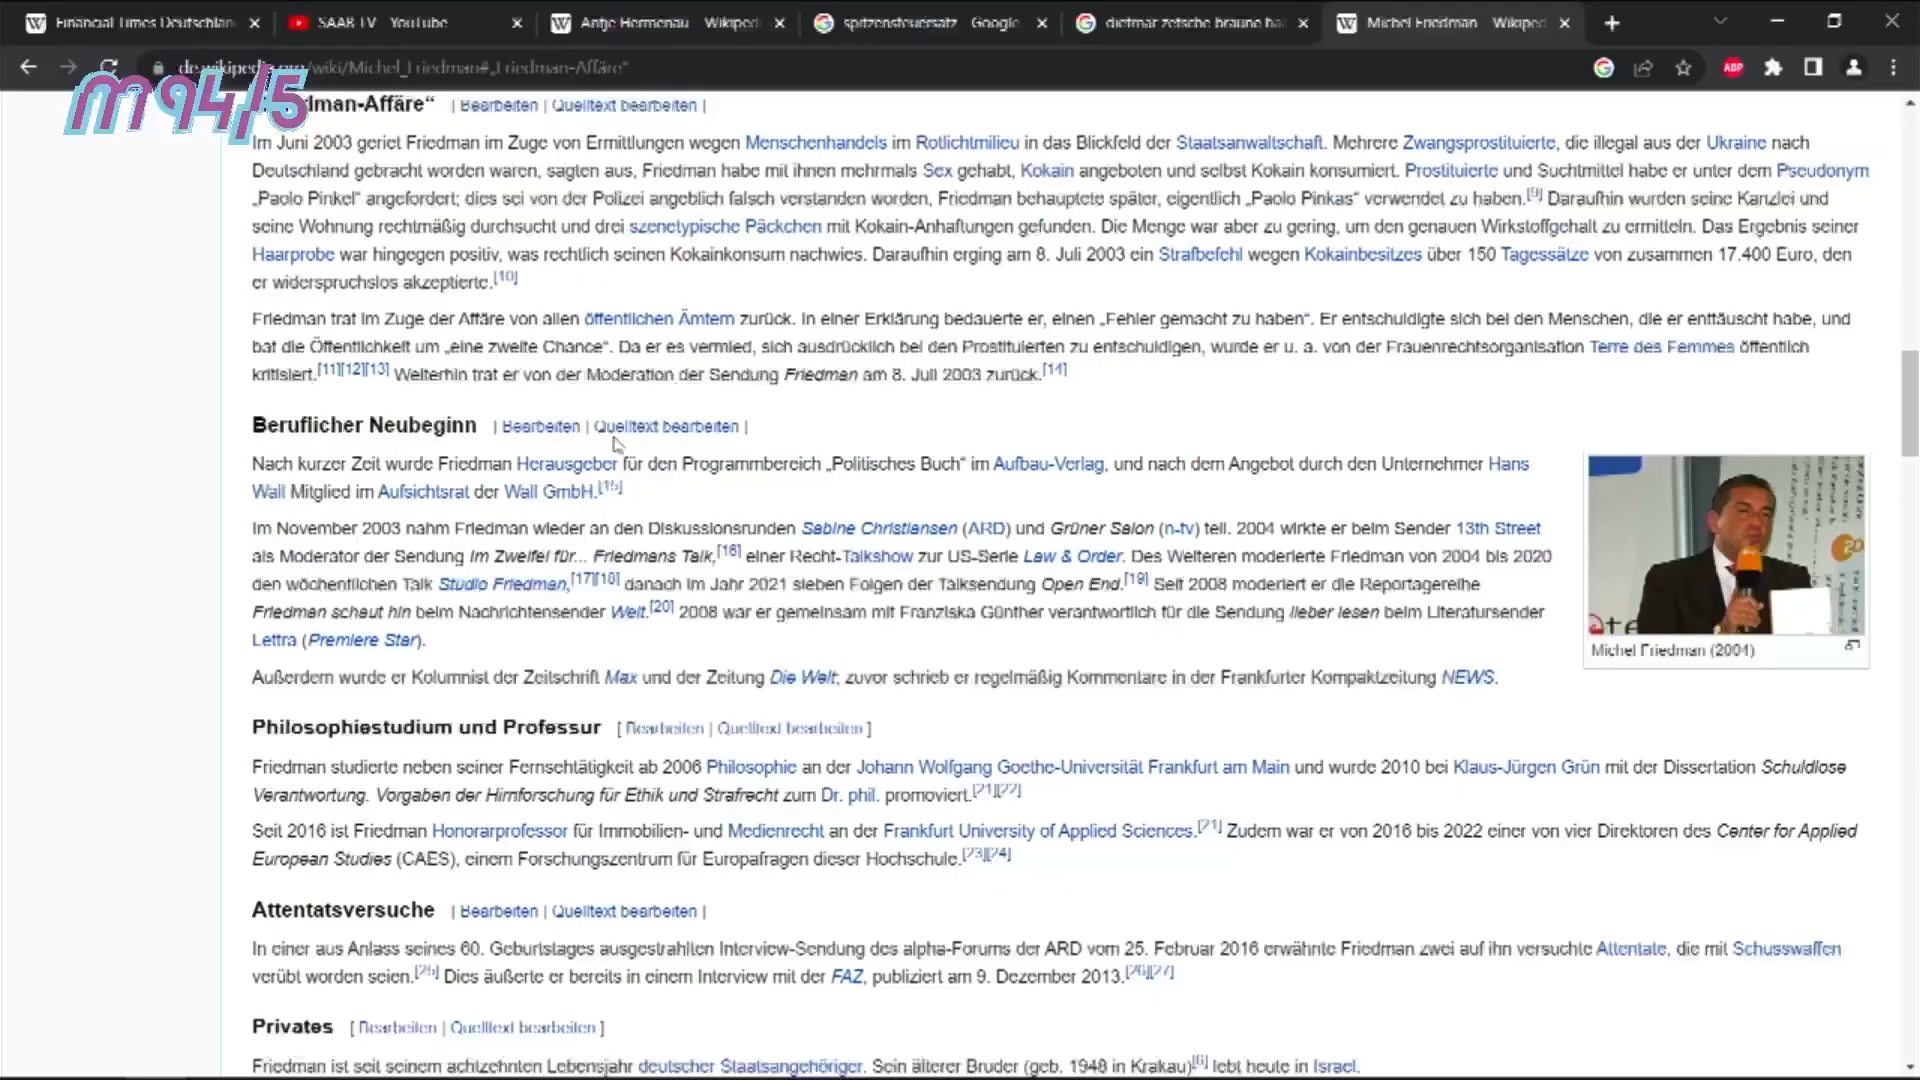 Financial Times Deutschlan
SAAB TV - YouTube
Antje Hermenau – Wikiped
spitzensteuersatz - Google
dietmar zetsche braune ha
Michel Friedman – Wikiped
de.wikipedia.org/wiki/Michel_Friedman#„Friedman-Affäre“
M94/5
dman-Affäre“ [ Bearbeiten | Quelltext bearbeiten ]
Im Juni 2003 geriet Friedman im Zuge von Ermittlungen wegen Menschenhandels im Rotlichtmilieu in das Blickfeld der Staatsanwaltschaft. Mehrere Zwangsprostituierte, die illegal aus der Ukraine nach
Deutschland gebracht worden waren, sagten aus, Friedman habe mit ihnen mehrmals Sex gehabt, Kokain angeboten und selbst Kokain konsumiert. Prostituierte und Suchtmittel habe er unter dem Pseudonym
„Paolo Pinkel“ angefordert; dies sei von der Polizei angeblich falsch verstanden worden, Friedman behauptete später, eigentlich „Paolo Pinkas“ verwendet zu haben.[9] Daraufhin wurden seine Kanzlei und
seine Wohnung rechtmäßig durchsucht und drei szenetypische Päckchen mit Kokain-Anhaftungen gefunden. Die Menge war aber zu gering, um den genauen Wirkstoffgehalt zu ermitteln. Das Ergebnis seiner
Haarprobe war hingegen positiv, was rechtlich seinen Kokainkonsum nachwies. Daraufhin erging am 8. Juli 2003 ein Strafbefehl wegen Kokainbesitzes über 150 Tagessätze von zusammen 17.400 Euro, den
er widerspruchslos akzeptierte.[10]
Friedman trat im Zuge der Affäre von allen öffentlichen Ämtern zurück. In einer Erklärung bedauerte er, einen „Fehler gemacht zu haben“. Er entschuldigte sich bei den Menschen, die er enttäuscht habe, und
bat die Öffentlichkeit um „eine zweite Chance“. Da er es vermied, sich ausdrücklich bei den Prostituierten zu entschuldigen, wurde er u. a. von der Frauenrechtsorganisation Terre des Femmes öffentlich
kritisiert.[11][12][13] Weiterhin trat er von der Moderation der Sendung Friedman am 8. Juli 2003 zurück.[14]
Beruflicher Neubeginn [ Bearbeiten | Quelltext bearbeiten ]
Nach kurzer Zeit wurde Friedman Herausgeber für den Programmbereich „Politisches Buch“ im Aufbau-Verlag, und nach dem Angebot durch den Unternehmer Hans
Wall Mitglied im Aufsichtsrat der Wall GmbH.[15]
Im November 2003 nahm Friedman wieder an den Diskussionsrunden Sabine Christiansen (ARD) und Grüner Salon (n-tv) teil. 2004 wirkte er beim Sender 13th Street
als Moderator der Sendung Im Zweifel für… Friedmans Talk,[16] einer Recht-Talkshow zur US-Serie Law & Order. Des Weiteren moderierte Friedman von 2004 bis 2020
den wöchentlichen Talk Studio Friedman,[17][18] danach im Jahr 2021 sieben Folgen der Talksendung Open End.[19] Seit 2008 moderiert er die Reportagereihe
Friedman schaut hin beim Nachrichtensender Welt.[20] 2008 war er gemeinsam mit Franziska Günther verantwortlich für die Sendung lieber lesen beim Literatursender
Lettra (Premiere Star).
Michel Friedman (2004)
Außerdem wurde er Kolumnist der Zeitschrift Max und der Zeitung Die Welt; zuvor schrieb er regelmäßig Kommentare in der Frankfurter Kompaktzeitung NEWS.
Philosophiestudium und Professur [ Bearbeiten | Quelltext bearbeiten ]
Friedman studierte neben seiner Fernsehtätigkeit ab 2006 Philosophie an der Johann Wolfgang Goethe-Universität Frankfurt am Main und wurde 2010 bei Klaus-Jürgen Grün mit der Dissertation Schuldlose
Verantwortung. Vorgaben der Hirnforschung für Ethik und Strafrecht zum Dr. phil. promoviert.[21][22]
Seit 2016 ist Friedman Honorarprofessor für Immobilien- und Medienrecht an der Frankfurt University of Applied Sciences.[21] Zudem war er von 2016 bis 2022 einer von vier Direktoren des Center for Applied
European Studies (CAES), einem Forschungszentrum für Europafragen dieser Hochschule.[23][24]
Attentatsversuche [ Bearbeiten | Quelltext bearbeiten ]
In einer aus Anlass seines 60. Geburtstages ausgestrahlten Interview-Sendung des alpha-Forums der ARD vom 25. Februar 2016 erwähnte Friedman zwei auf ihn versuchte Attentate, die mit Schusswaffen
verübt worden seien.[25] Dies äußerte er bereits in einem Interview mit der FAZ, publiziert am 9. Dezember 2013.[26][27]
Privates [ Bearbeiten | Quelltext bearbeiten ]
Friedman ist seit seinem achtzehnten Lebensjahr deutscher Staatsangehöriger. Sein älterer Bruder (geb. 1948 in Krakau)[6] lebt heute in Israel.